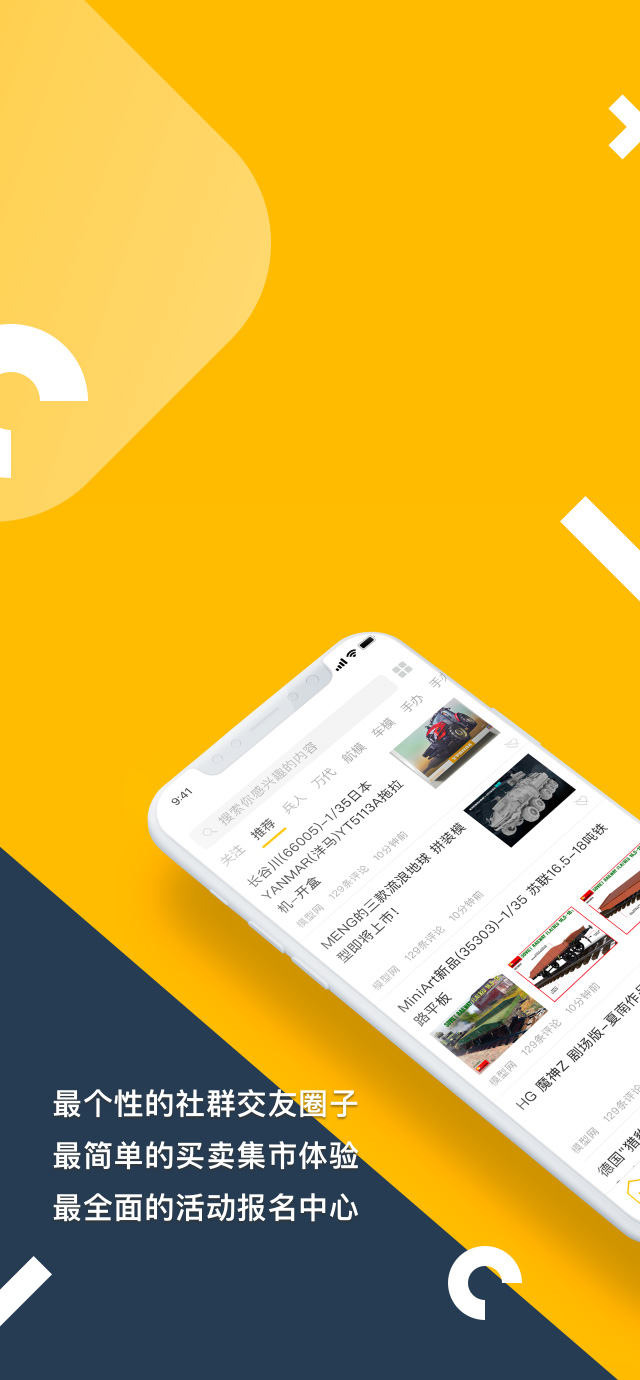 9:41
搜索你感兴趣的内容
关注 推荐 兵人 万代 航模 车模 手办 手办
长谷川(66005)-1/35日本
YANMAR(洋马)YT5113A拖拉
机-开盒
模型网 129条评论 10分钟前
MENG的三款流浪地球 拼装模
型即将上市!
模型网 129条评论 10分钟前
MiniArt新品(35303)-1/35 苏联16.5-18吨铁
路平板
模型网 129条评论 10分钟前
HG 魔神Z 剧场版-夏南作
模型网 129条评论
德国"猎豹
最个性的社群交友圈子
最简单的买卖集市体验
最全面的活动报名中心